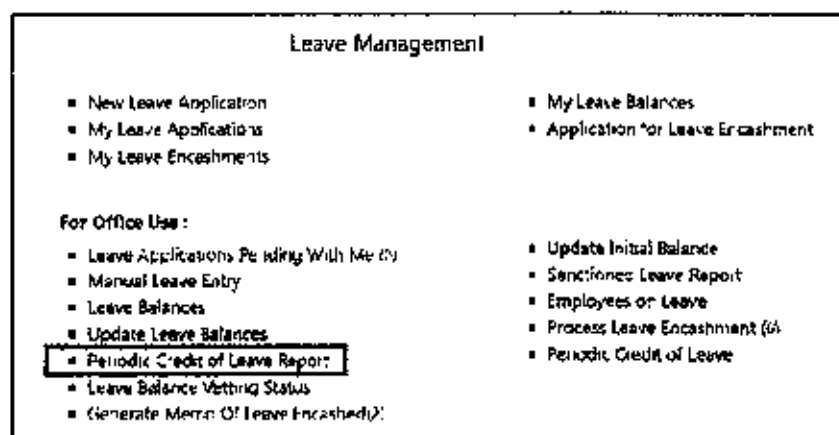 Leave Management
▪ New Leave Application
▪ My Leave Applications
▪ My Leave Encashments
▪ My Leave Balances
▪ Application for Leave Encashment
For Office Use :
▪ Leave Applications Pending With Me
▪ Manual Leave Entry
▪ Leave Balances
▪ Update Leave Balances
▪ Periodic Credit of Leave Report
▪ Leave Balance Vetting Status
▪ Generate Memo Of Leave Encashed(2)
▪ Update Initial Balance
▪ Sanctioned Leave Report
▪ Employees on Leave
▪ Process Leave Encashment (6)
▪ Periodic Credit of Leave